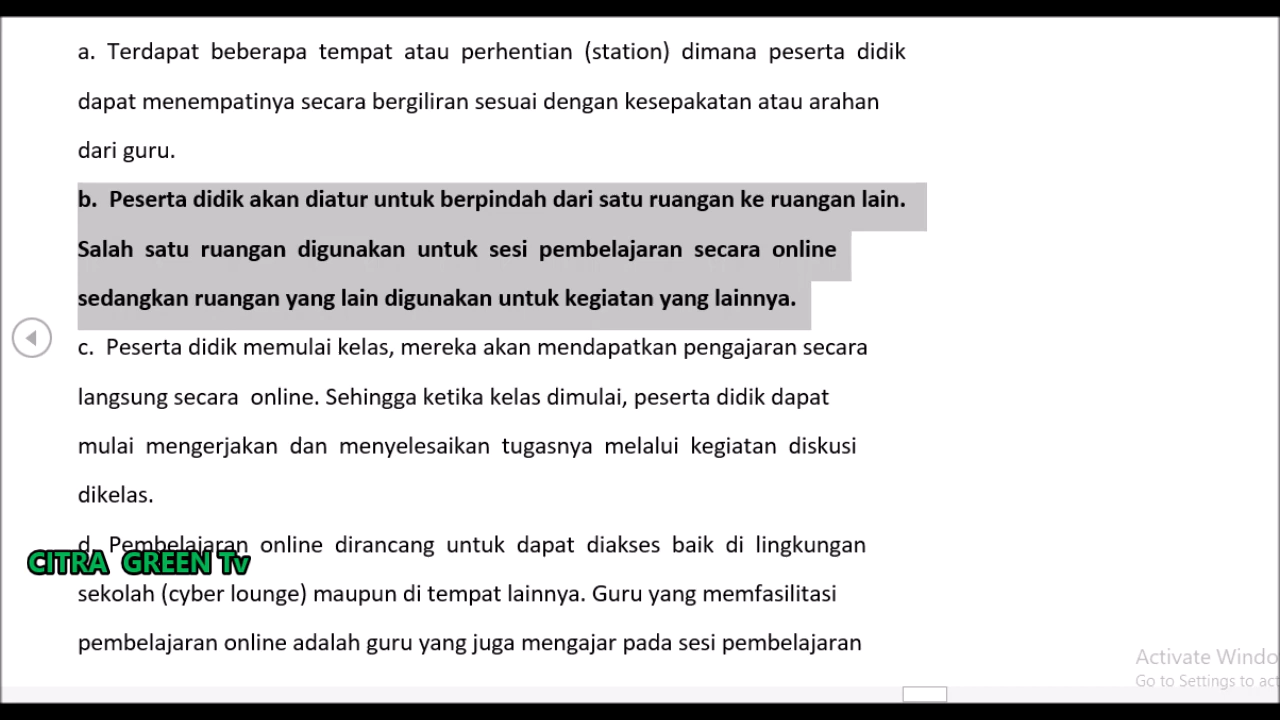 a. Terdapat beberapa tempat atau perhentian (station) dimana peserta didik
dapat menempatinya secara bergiliran sesuai dengan kesepakatan atau arahan
dari guru.
b. Peserta didik akan diatur untuk berpindah dari satu ruangan ke ruangan lain.
Salah satu ruangan digunakan untuk sesi pembelajaran secara online
sedangkan ruangan yang lain digunakan untuk kegiatan yang lainnya.
c. Peserta didik memulai kelas, mereka akan mendapatkan pengajaran secara
langsung secara online. Sehingga ketika kelas dimulai, peserta didik dapat
mulai mengerjakan dan menyelesaikan tugasnya melalui kegiatan diskusi
dikelas.
d. Pembelajaran online dirancang untuk dapat diakses baik di lingkungan
CITRA GREEN Tv
sekolah (cyber lounge) maupun di tempat lainnya. Guru yang memfasilitasi
pembelajaran online adalah guru yang juga mengajar pada sesi pembelajaran
Activate Windo
Go to Settings to act